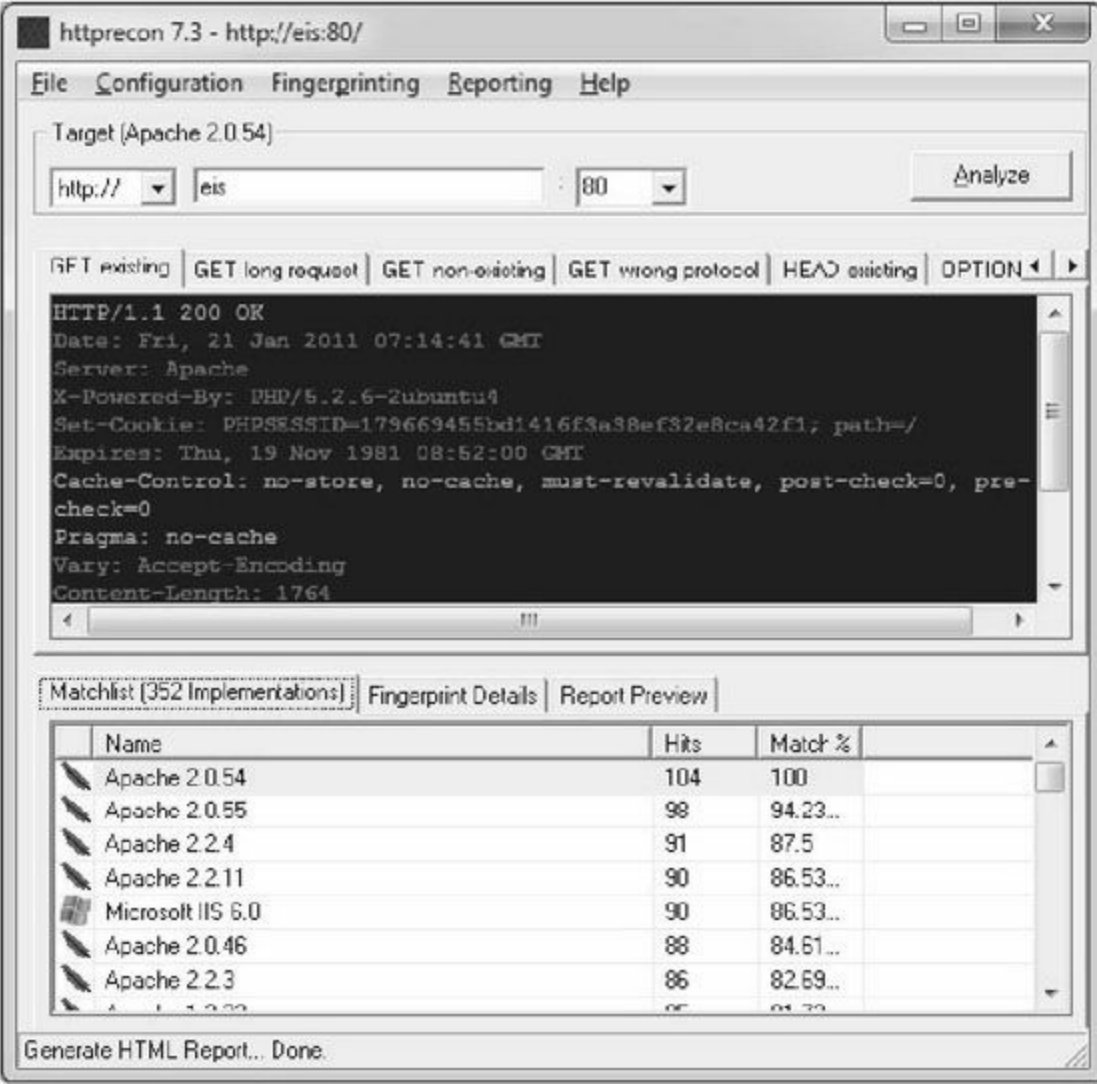 httprecon 7.3 - http://eis:80/
File Configuration Fingerprinting Reporting Help
Target (Apache 2.0.54)
http:// eis : 80 Analyze
GET existing GET long request GET non-existing GET wrong protocol HEAD existing OPTION
HTTP/1.1 200 OK
Date: Fri, 21 Jan 2011 07:14:41 GMT
Server: Apache
X-Powered-By: PHP/5.2.6-2ubuntu4
Set-Cookie: PHPSESSID=179669455bd1416f3a38ef32e8ca42f1; path=/
Expires: Thu, 19 Nov 1981 08:52:00 GMT
Cache-Control: no-store, no-cache, must-revalidate, post-check=0, pre-
check=0
Pragma: no-cache
Vary: Accept-Encoding
Content-Length: 1764
Matchlist (352 Implementations) Fingerprint Details Report Preview
Name Hits Match %
Apache 2.0.54 104 100
Apache 2.0.55 98 94.23...
Apache 2.2.4 91 87.5
Apache 2.2.11 90 86.53...
Microsoft IIS 6.0 90 86.53...
Apache 2.0.46 88 84.61...
Apache 2.2.3 86 82.69...
Generate HTML Report... Done.